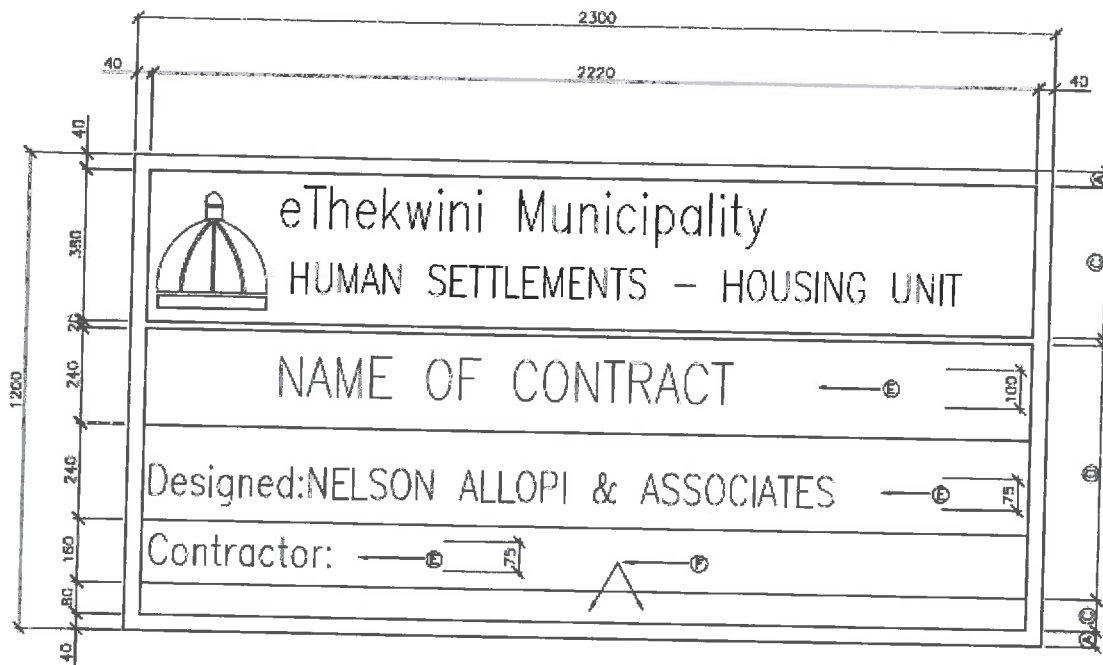 2300
40 2220 40
40
A
380
eThekwini Municipality
C
HUMAN SETTLEMENTS – HOUSING UNIT
20
1200
240
NAME OF CONTRACT
E
100
240
Designed:NELSON ALLOPI & ASSOCIATES
E
75
D
160
Contractor:
E
75
F
80
C
40
A